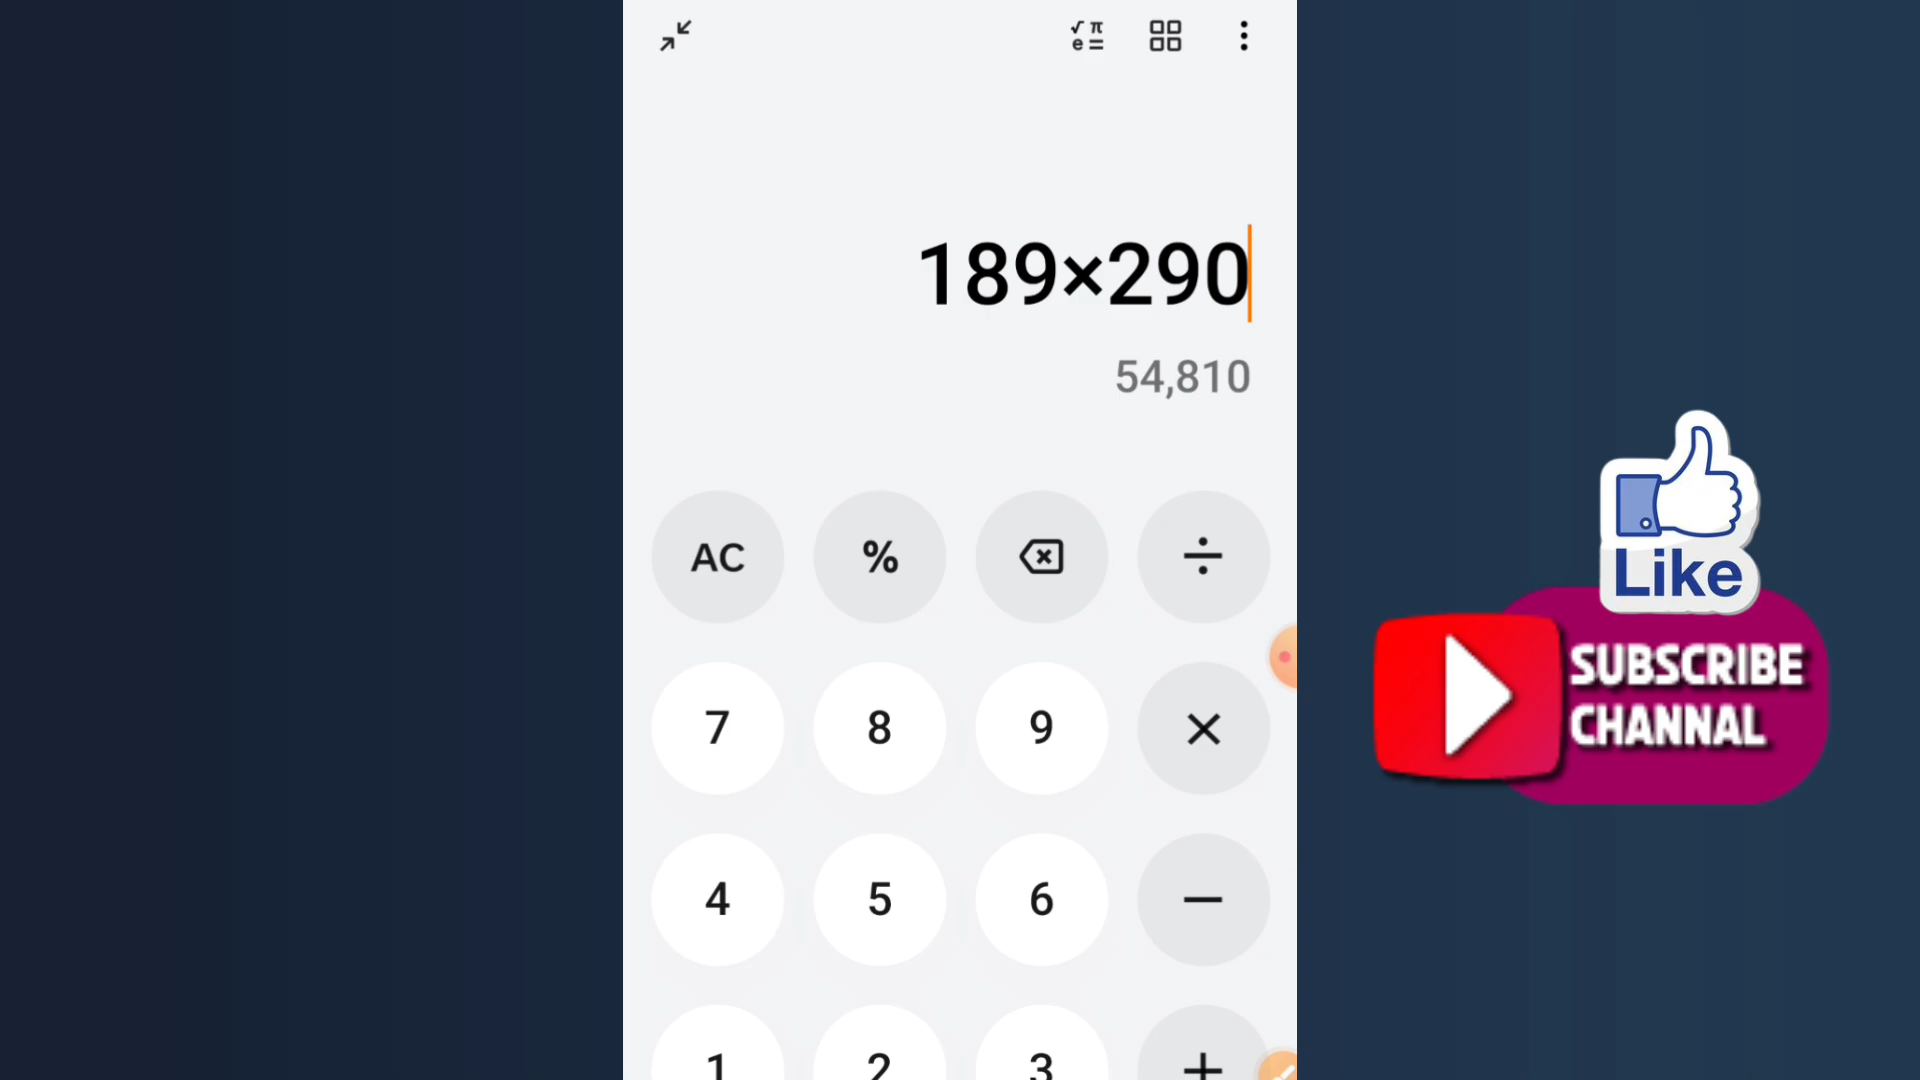 √ π
e =
189×290
54,810
AC % ÷
7 8 9 ×
4 5 6 −
1 2 3 +
Like
SUBSCRIBE
CHANNAL